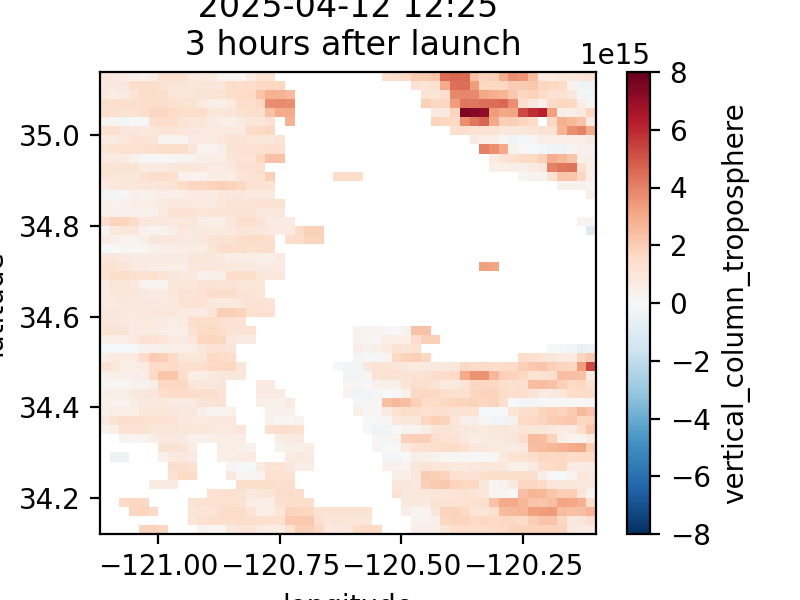 2025-04-12 12:25
3 hours after launch
1e15
8
6
4
2
0
−2
−4
−6
−8
vertical_column_troposphere
35.0
34.8
34.6
34.4
34.2
latitude
−121.00 −120.75 −120.50 −120.25
longitude